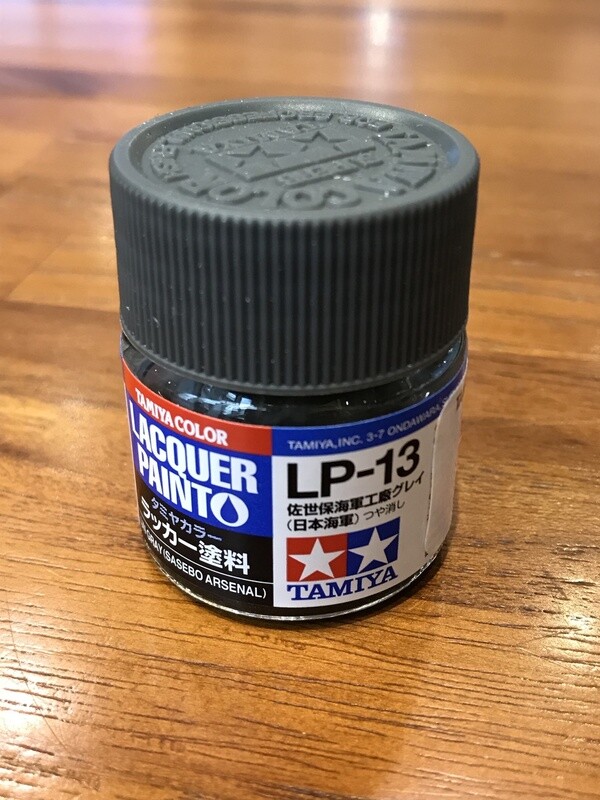 TAMIYA COLOR
LACQUER
PAINT
タミヤカラー
ラッカー塗料
GRAY (SASEBO ARSENAL)
TAMIYA, INC. 3-7 ONDAWARA
LP-13
佐世保海軍工廠グレイ
(日本海軍) つや消し
TAMIYA